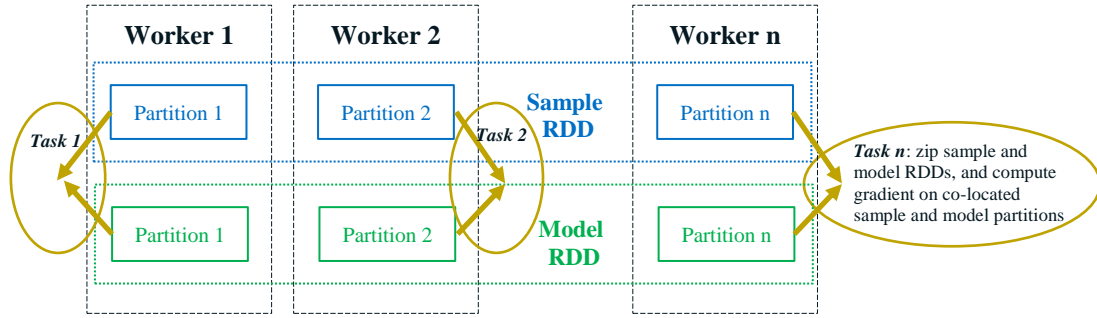 Worker 1
Worker 2
Worker n
Partition 1
Partition 2
Sample
RDD
Partition n
Task 1
Task 2
Task n: zip sample and
model RDDs, and compute
gradient on co-located
sample and model partitions
Partition 1
Partition 2
Model
RDD
Partition n